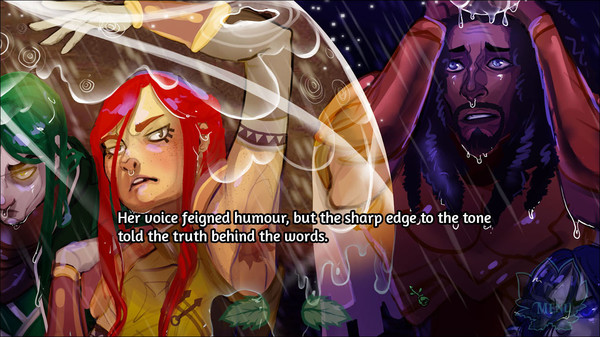 Her voice feigned humour, but the sharp edge,to the tone
told the truth behind the words.